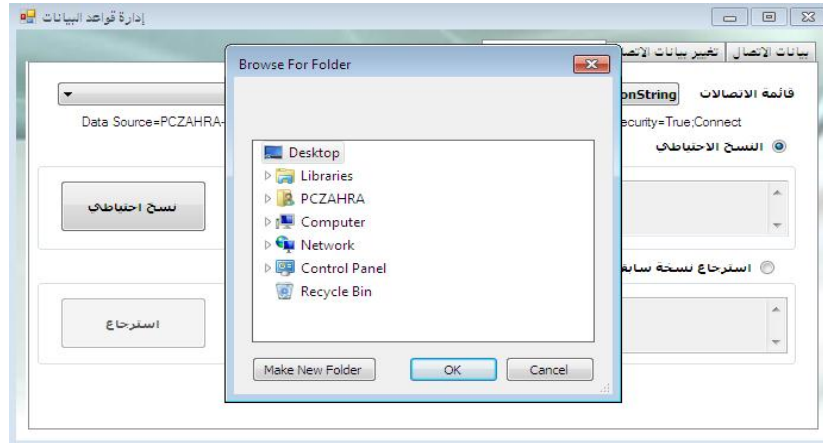 إدارة قواعد البيانات
بيانات الاتصال
تغيير بيانات الاتصا
قائمة الاتصالات
onString
Data Source=PCZAHRA-
ecurity=True;Connect
النسخ الاحتياطي
نسخ احتياطي
استرجاع نسخة سابق
استرجاع
Browse For Folder
Desktop
Libraries
PCZAHRA
Computer
Network
Control Panel
Recycle Bin
Make New Folder
OK
Cancel